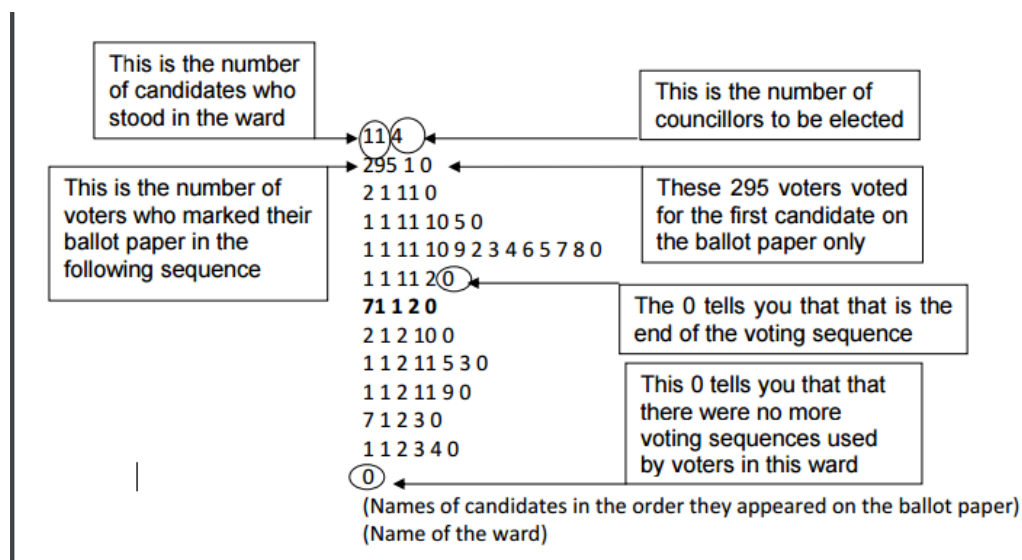 This is the number
of candidates who
stood in the ward
This is the number of
councillors to be elected
11 4
295 1 0
This is the number of
voters who marked their
ballot paper in the
following sequence
These 295 voters voted
for the first candidate on
the ballot paper only
2 1 11 0
1 1 11 10 5 0
1 1 11 10 9 2 3 4 6 5 7 8 0
1 1 11 2 0
The 0 tells you that that is the
end of the voting sequence
71 1 2 0
2 1 2 10 0
1 1 2 11 5 3 0
1 1 2 11 9 0
7 1 2 3 0
1 1 2 3 4 0
0
This 0 tells you that that
there were no more
voting sequences used
by voters in this ward
(Names of candidates in the order they appeared on the ballot paper)
(Name of the ward)